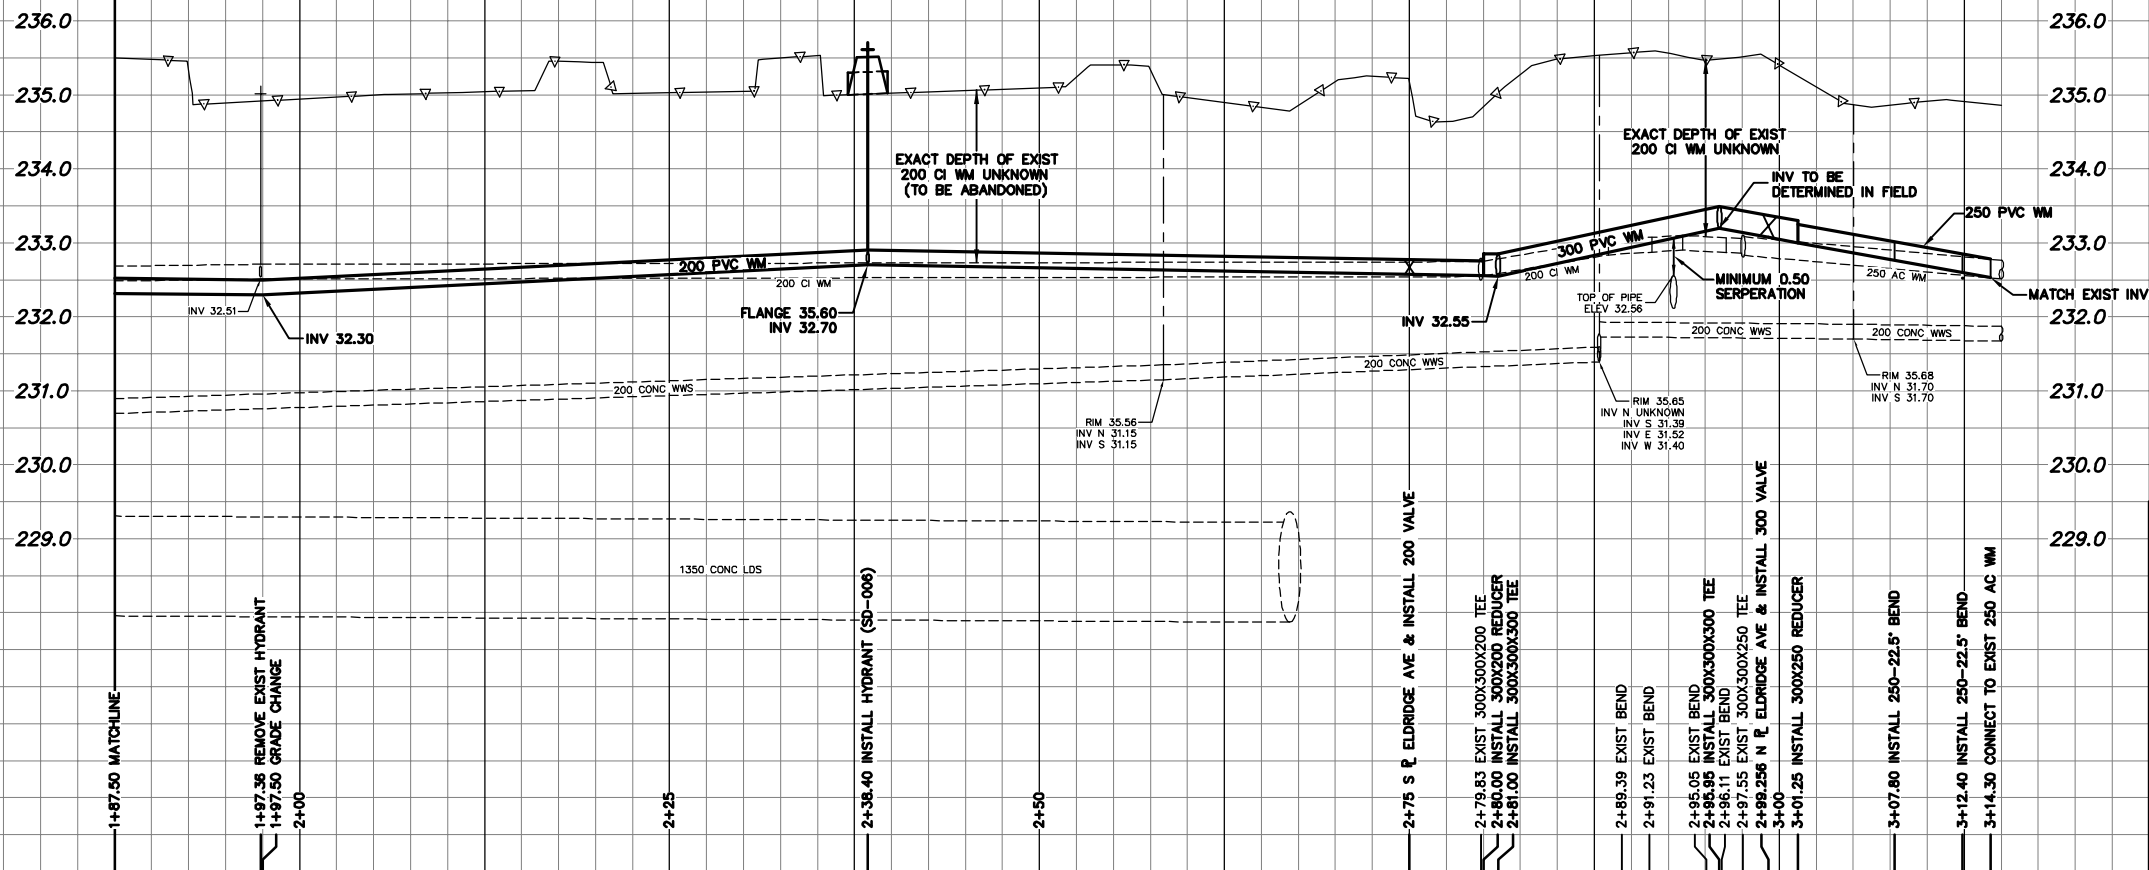 236.0
236.0
235.0
235.0
234.0
234.0
233.0
233.0
232.0
232.0
231.0
231.0
230.0
230.0
229.0
229.0
EXACT DEPTH OF EXIST
200 CI WM UNKNOWN
(TO BE ABANDONED)
EXACT DEPTH OF EXIST
200 CI WM UNKNOWN
INV TO BE
DETERMINED IN FIELD
250 PVC WM
200 PVC WM
300 PVC WM
200 CI WM
200 CI WM
250 AC WM
INV 32.51
INV 32.30
FLANGE 35.60
INV 32.70
INV 32.55
TOP OF PIPE
ELEV 32.56
MINIMUM 0.50
SERPERATION
MATCH EXIST INV
200 CONC WWS
200 CONC WWS
200 CONC WWS
200 CONC WWS
RIM 35.56
INV N 31.15
INV S 31.15
RIM 35.65
INV N UNKNOWN
INV S 31.39
INV E 31.52
INV W 31.40
RIM 35.68
INV N 31.70
INV S 31.70
1350 CONC LDS
1+87.50 MATCHLINE
1+97.36 REMOVE EXIST HYDRANT
1+97.50 GRADE CHANGE
2+00
2+25
2+38.40 INSTALL HYDRANT (SD-006)
2+50
2+75 S PL ELDRIDGE AVE & INSTALL 200 VALVE
2+79.83 EXIST 300X300X200 TEE
2+80.00 INSTALL 300X200 REDUCER
2+81.00 INSTALL 300X300X300 TEE
2+89.39 EXIST BEND
2+91.23 EXIST BEND
2+95.05 EXIST BEND
2+95.95 INSTALL 300X300X300 TEE
2+96.11 EXIST BEND
2+97.55 EXIST 300X300X250 TEE
2+99.256 N PL ELDRIDGE AVE & INSTALL 300 VALVE
3+00
3+01.25 INSTALL 300X250 REDUCER
3+07.80 INSTALL 250-22.5° BEND
3+12.40 INSTALL 250-22.5° BEND
3+14.30 CONNECT TO EXIST 250 AC WM